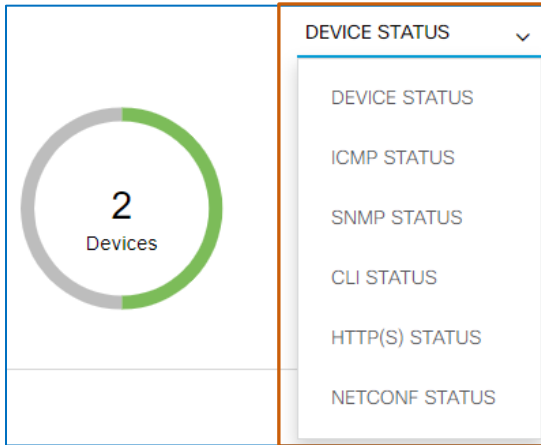 DEVICE STATUS
2
Devices
DEVICE STATUS
ICMP STATUS
SNMP STATUS
CLI STATUS
HTTP(S) STATUS
NETCONF STATUS